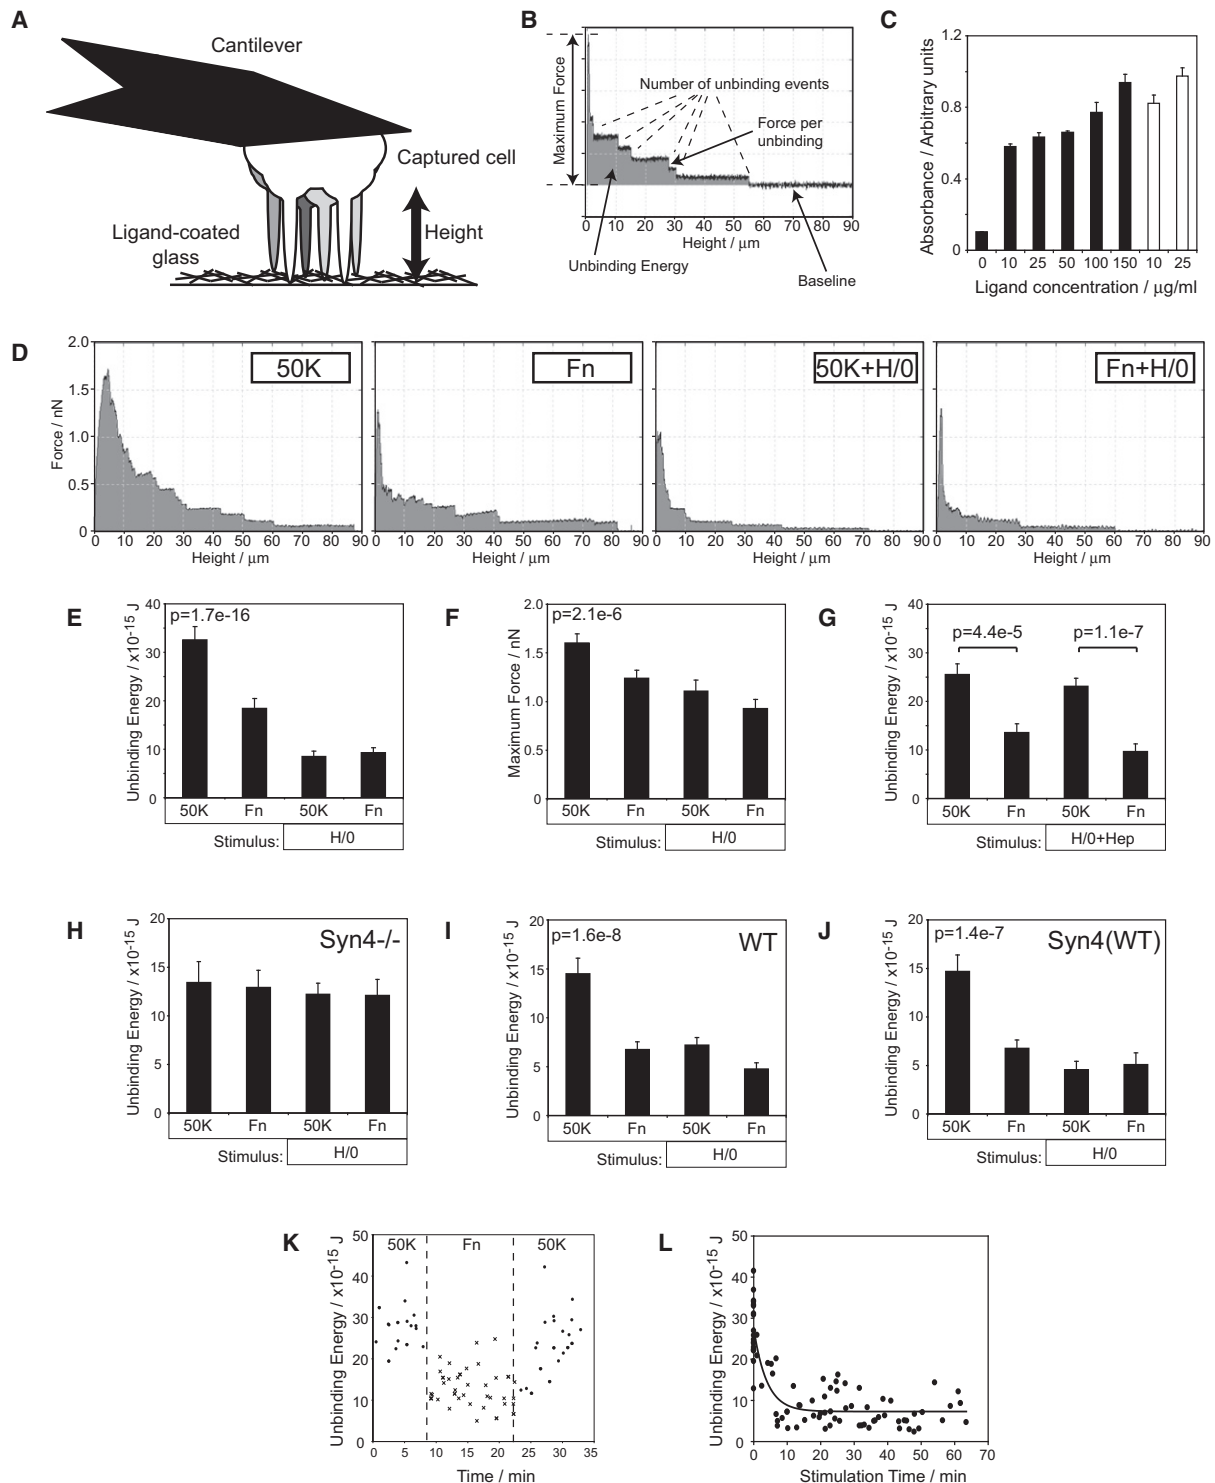 A
Cantilever
Captured cell
Ligand-coated
glass
Height
B
Maximum Force
Number of unbinding events
Force per
unbinding
0 10 20 30 40 50 60 70 80 90
Height / μm
Unbinding Energy
Baseline
C
Absorbance / Arbitrary units
1.2
0.8
0.4
0
0 10 25 50 100 150 10 25
Ligand concentration / μg/ml
D
Force / nN
2.0
1.5
1.0
0.5
0
50K
Fn
50K+H/0
Fn+H/0
0 10 20 30 40 50 60 70 80 90
0 10 20 30 40 50 60 70 80 90
0 10 20 30 40 50 60 70 80 90
0 10 20 30 40 50 60 70 80 90
Height / μm
Height / μm
Height / μm
Height / μm
E
Unbinding Energy / x10-15 J
40
30
20
10
0
p=1.7e-16
50K Fn 50K Fn
Stimulus: H/0
F
Maximum Force / nN
2.0
1.5
1.0
0.5
0
p=2.1e-6
50K Fn 50K Fn
Stimulus: H/0
G
Unbinding Energy / x10-15 J
40
30
20
10
0
p=4.4e-5
p=1.1e-7
50K Fn 50K Fn
Stimulus: H/0+Hep
H
Unbinding Energy / x10-15 J
20
15
10
5
0
Syn4-/-
50K Fn 50K Fn
Stimulus: H/0
I
Unbinding Energy / x10-15 J
20
15
10
5
0
p=1.6e-8
WT
50K Fn 50K Fn
Stimulus: H/0
J
Unbinding Energy / x10-15 J
20
15
10
5
0
p=1.4e-7
Syn4(WT)
50K Fn 50K Fn
Stimulus: H/0
K
Unbinding Energy / x10-15 J
50
40
30
20
10
0
50K Fn 50K
0 5 10 15 20 25 30 35
Time / min
L
Unbinding Energy / x10-15 J
50
40
30
20
10
0
0 10 20 30 40 50 60 70
Stimulation Time / min